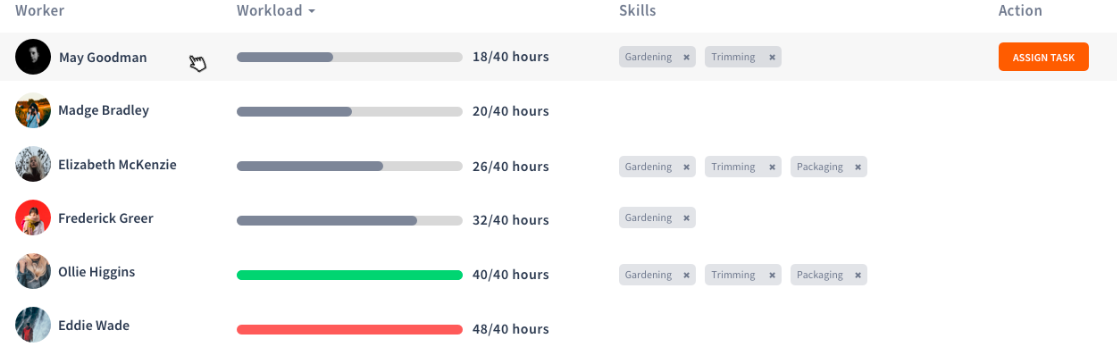 Worker Workload Skills Action
May Goodman 18/40 hours Gardening × Trimming × ASSIGN TASK
Madge Bradley 20/40 hours
Elizabeth McKenzie 26/40 hours Gardening × Trimming × Packaging ×
Frederick Greer 32/40 hours Gardening ×
Ollie Higgins 40/40 hours Gardening × Trimming × Packaging ×
Eddie Wade 48/40 hours